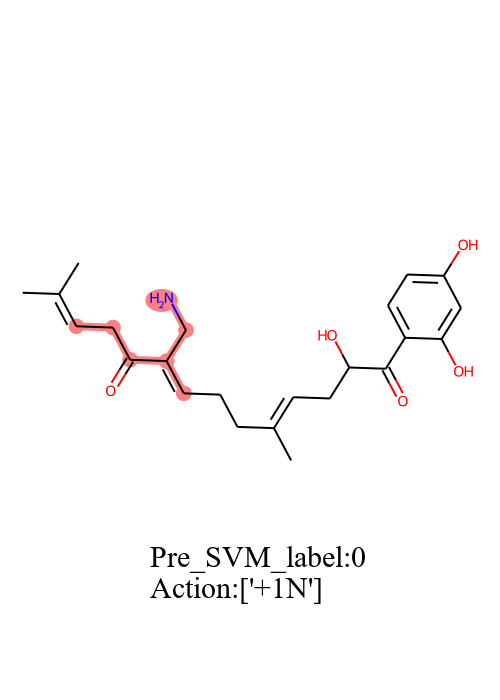 OH
H2N
HO
O
OH
O
Pre_SVM_label:0
Action:['+1N']